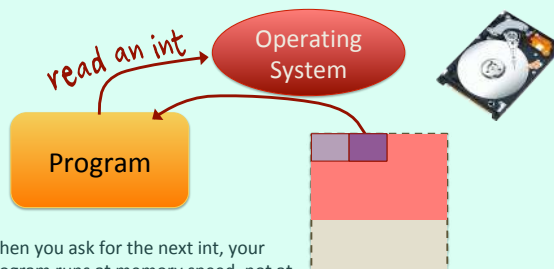 read an int
Operating
System
Program
hen you ask for the next int, your
ogram runs at memory speed, not at